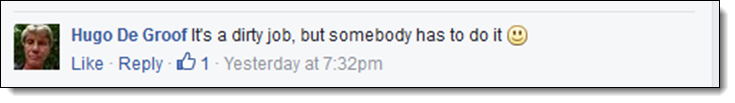 Hugo De Groof It's a dirty job, but somebody has to do it 🙂
Like · Reply · 👍 1 · Yesterday at 7:32pm